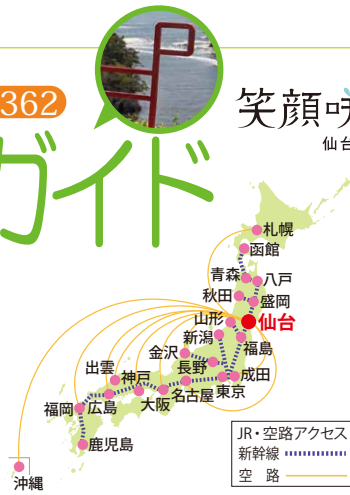 362
笑顔咲
仙台
ガイド
札幌
函館
青森
八戸
秋田
盛岡
山形
仙台
新潟
福島
金沢
長野
成田
出雲
神戸
東京
名古屋
大阪
福岡
広島
鹿児島
沖縄
JR・空路アクセス
新幹線
空 路